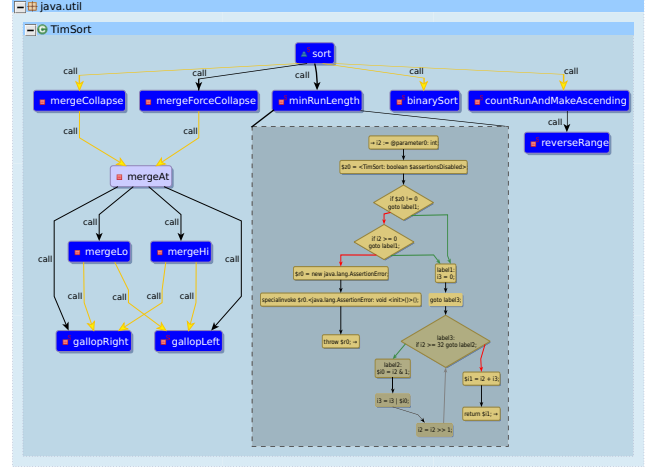 java.util
TimSort
sort
call
call
call
call
call
mergeCollapse
mergeForceCollapse
minRunLength
binarySort
countRunAndMakeAscending
call
call
call
reverseRange
→ i2 := @parameter0: int;
$z0 = <TimSort: boolean $assertionsDisabled>
mergeAt
if $z0 != 0
goto label1;
call
call
call
call
if i2 >= 0
goto label1;
mergeLo
mergeHi
$r0 = new java.lang.AssertionError;
label1:
i3 = 0;
call
call
call
call
specialinvoke $r0.<java.lang.AssertionError: void <init>()>();
goto label3;
gallopRight
gallopLeft
throw $r0; →
label3:
if i2 >= 32 goto label2;
label2:
$i0 = i2 & 1;
$i1 = i2 + i3;
i3 = i3 | $i0;
return $i1; →
i2 = i2 >> 1;